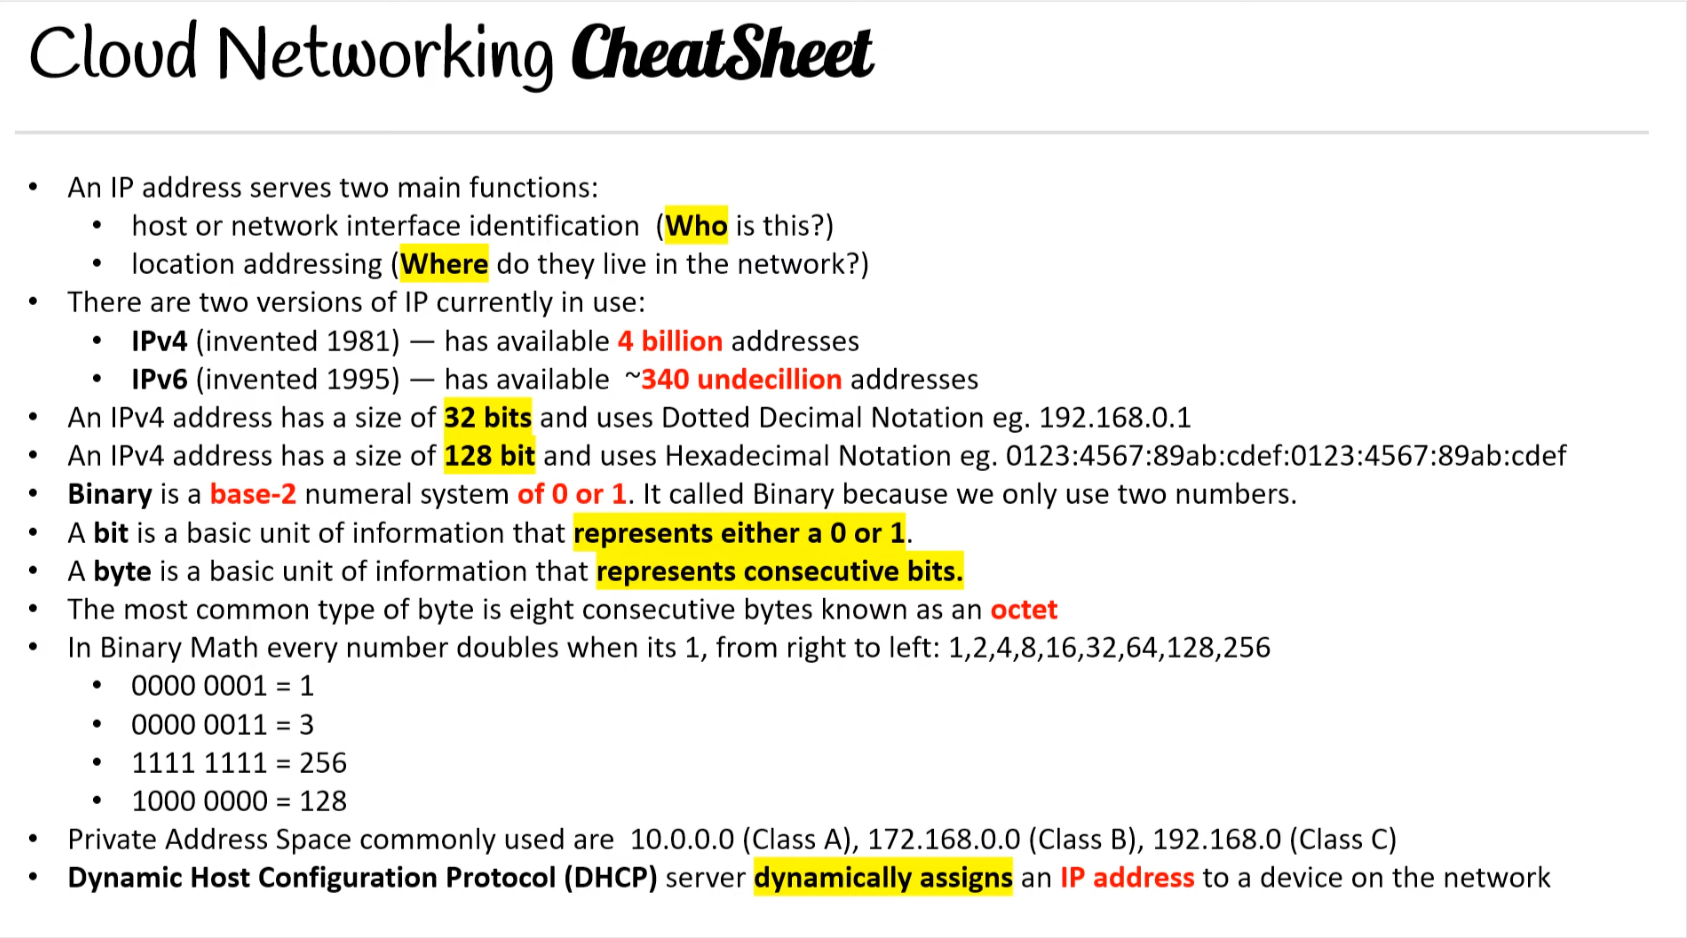 Cloud Networking CheatSheet
• An IP address serves two main functions:
• host or network interface identification (Who is this?)
• location addressing (Where do they live in the network?)
• There are two versions of IP currently in use:
• IPv4 (invented 1981) — has available 4 billion addresses
• IPv6 (invented 1995) — has available ~340 undecillion addresses
• An IPv4 address has a size of 32 bits and uses Dotted Decimal Notation eg. 192.168.0.1
• An IPv4 address has a size of 128 bit and uses Hexadecimal Notation eg. 0123:4567:89ab:cdef:0123:4567:89ab:cdef
• Binary is a base-2 numeral system of 0 or 1. It called Binary because we only use two numbers.
• A bit is a basic unit of information that represents either a 0 or 1.
• A byte is a basic unit of information that represents consecutive bits.
• The most common type of byte is eight consecutive bytes known as an octet
• In Binary Math every number doubles when its 1, from right to left: 1,2,4,8,16,32,64,128,256
• 0000 0001 = 1
• 0000 0011 = 3
• 1111 1111 = 256
• 1000 0000 = 128
• Private Address Space commonly used are 10.0.0.0 (Class A), 172.168.0.0 (Class B), 192.168.0 (Class C)
• Dynamic Host Configuration Protocol (DHCP) server dynamically assigns an IP address to a device on the network